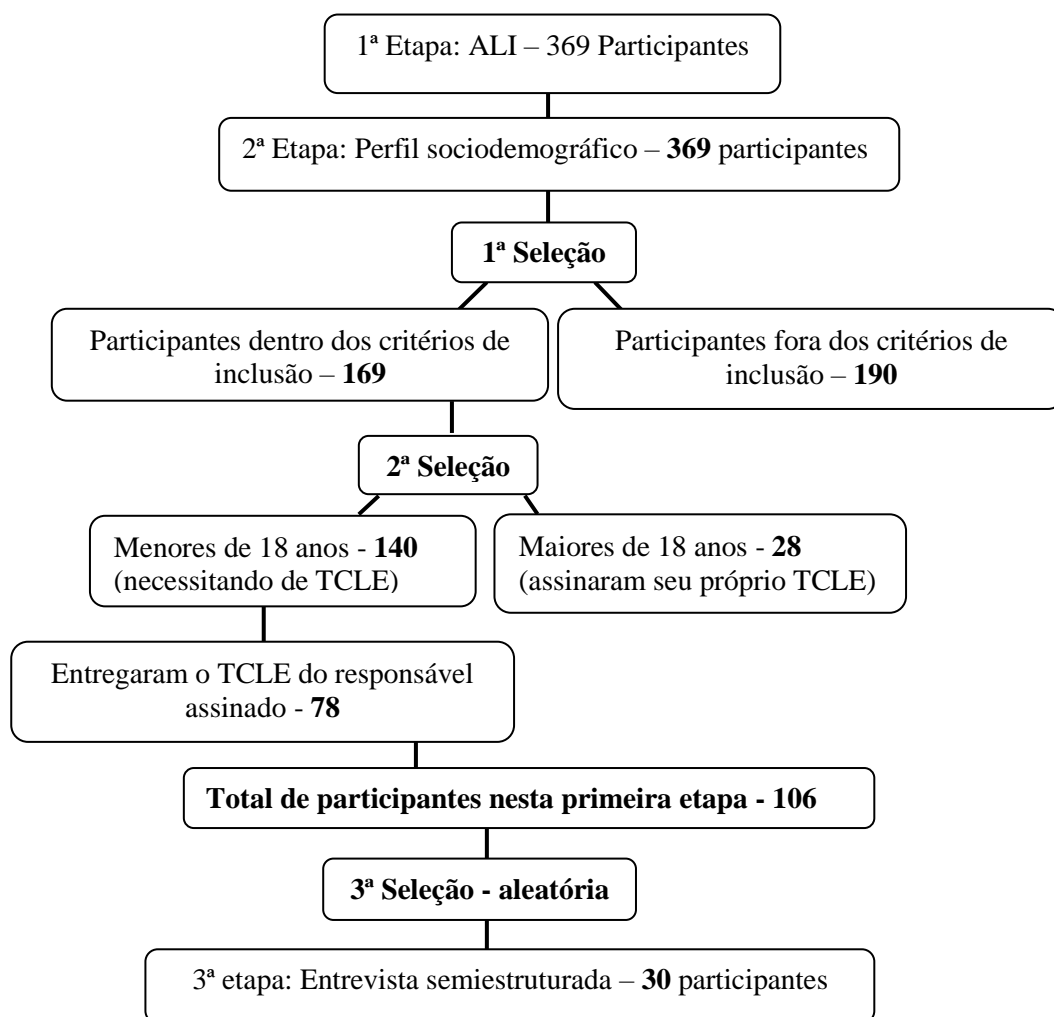 1ª Etapa: ALI – 369 Participantes
2ª Etapa: Perfil sociodemográfico – 369 participantes
1ª Seleção
Participantes dentro dos critérios de
inclusão – 169
Participantes fora dos critérios de
inclusão – 190
2ª Seleção
Menores de 18 anos - 140
(necessitando de TCLE)
Maiores de 18 anos - 28
(assinaram seu próprio TCLE)
Entregaram o TCLE do responsável
assinado - 78
Total de participantes nesta primeira etapa - 106
3ª Seleção - aleatória
3ª etapa: Entrevista semiestruturada – 30 participantes